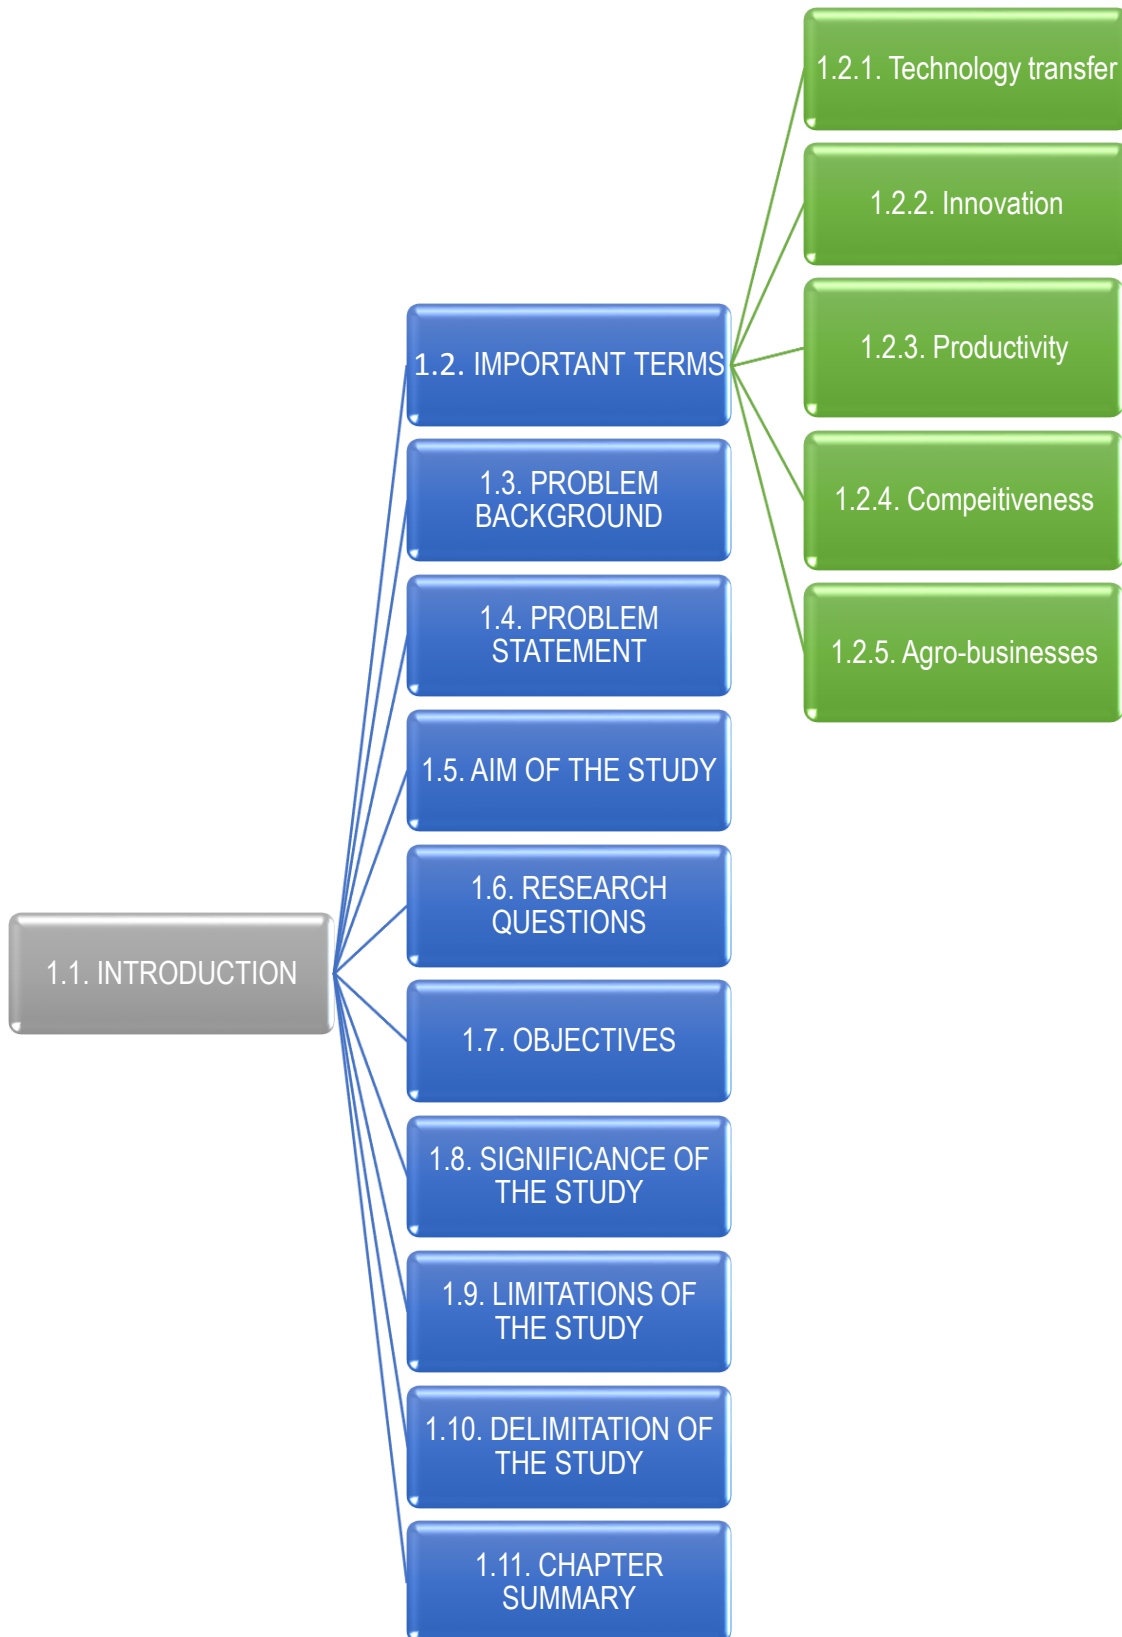 1.1. INTRODUCTION
1.2. IMPORTANT TERMS
1.2.1. Technology transfer
1.2.2. Innovation
1.2.3. Productivity
1.2.4. Compeitiveness
1.2.5. Agro-businesses
1.3. PROBLEM
BACKGROUND
1.4. PROBLEM
STATEMENT
1.5. AIM OF THE STUDY
1.6. RESEARCH
QUESTIONS
1.7. OBJECTIVES
1.8. SIGNIFICANCE OF
THE STUDY
1.9. LIMITATIONS OF
THE STUDY
1.10. DELIMITATION OF
THE STUDY
1.11. CHAPTER
SUMMARY